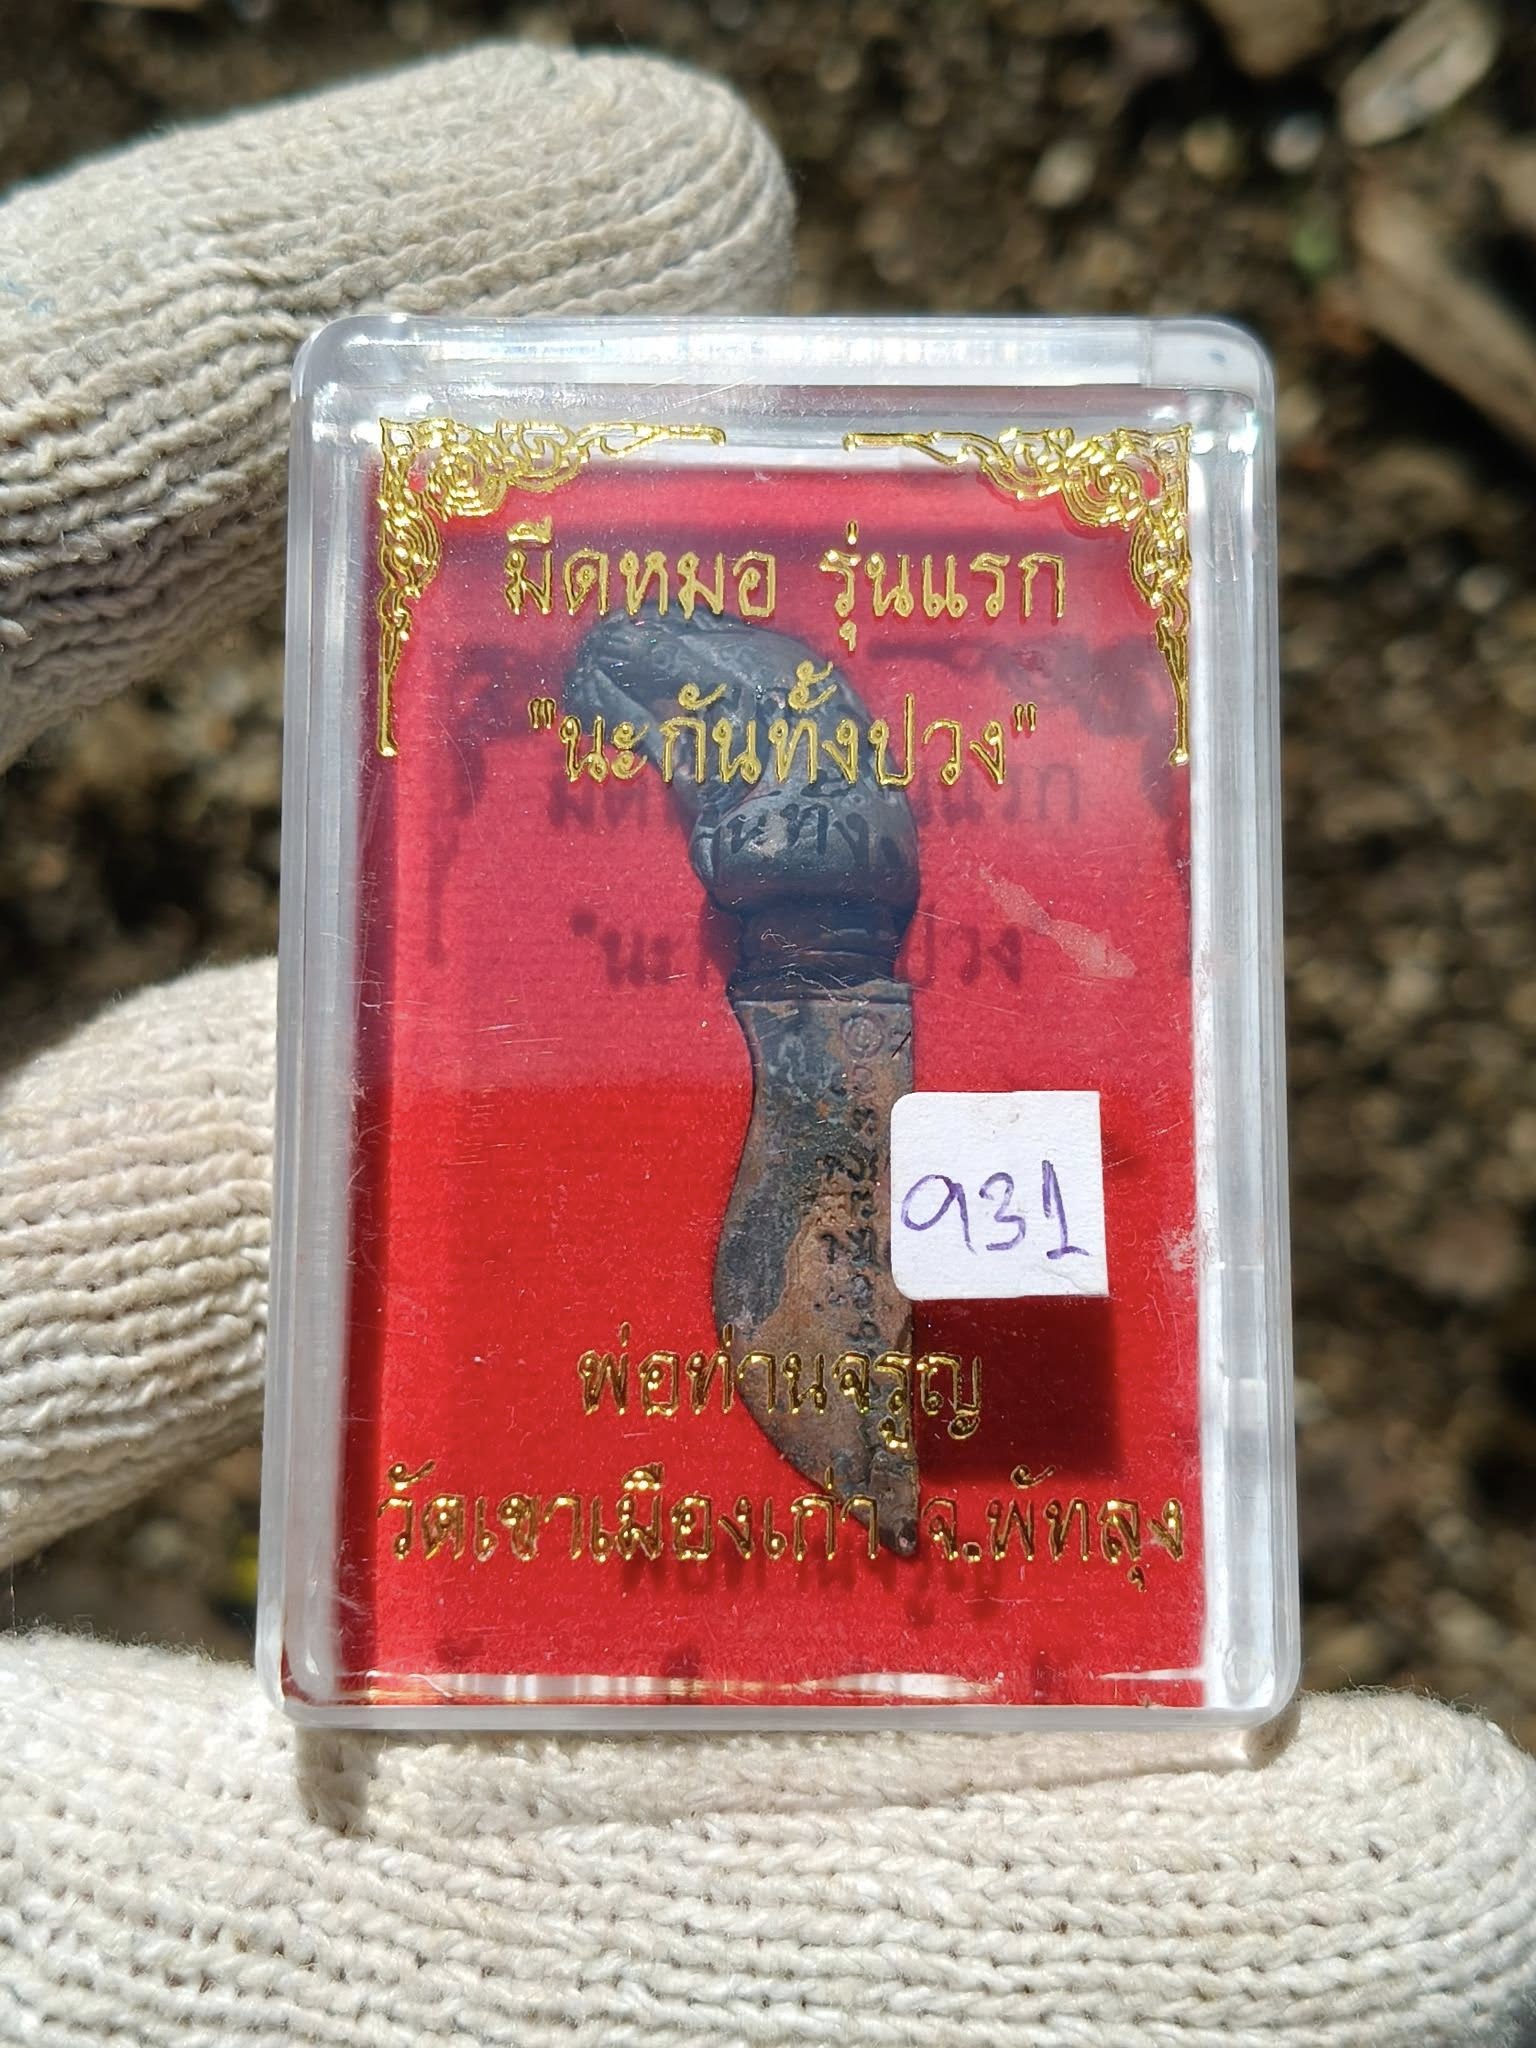 มีดหมอ รุ่นแรก
"นะกันทั้งปวง"
931
พ่อท่านจรูญ
วัดเขาเมืองเก่า จ.พัทลุง